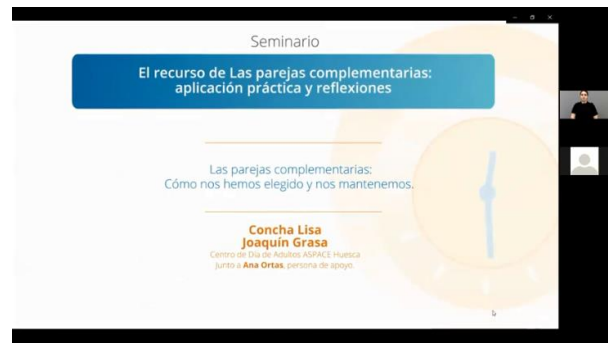 Seminario
El recurso de Las parejas complementarias:
aplicación práctica y reflexiones
Las parejas complementarias:
Cómo nos hemos elegido y nos mantenemos.
Concha Lisa
Joaquín Grasa
Centro de Día de Adultos ASPACE Huesca
Junto a Ana Ortas, persona de apoyo.